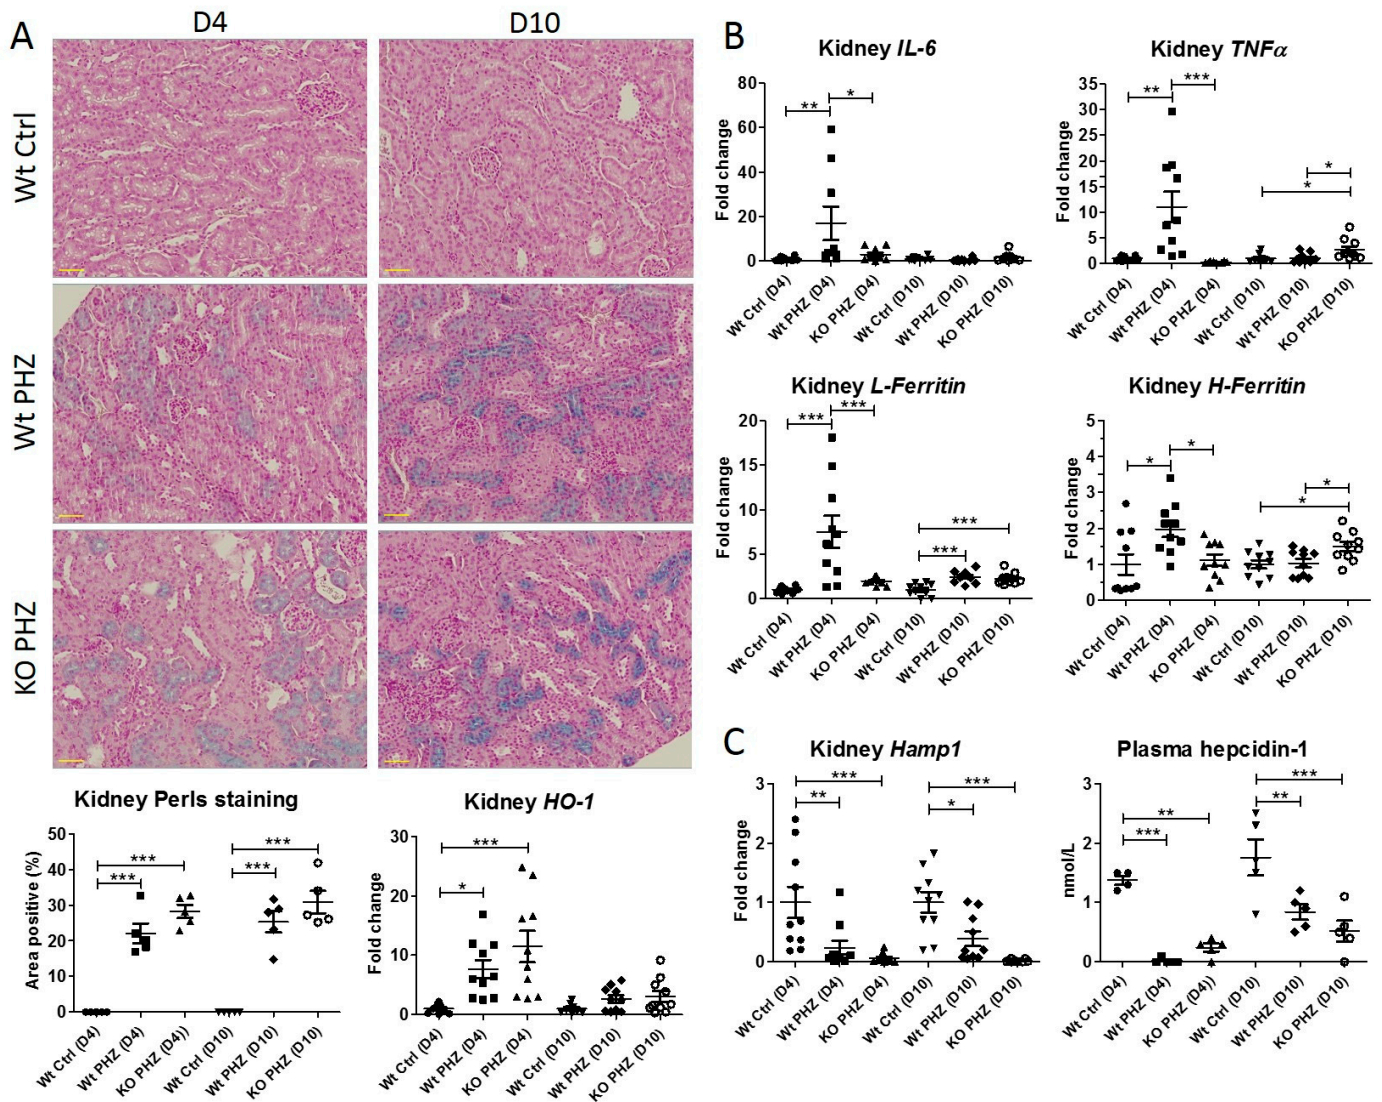 A
D4
D10
Wt Ctrl
Wt PHZ
KO PHZ
Kidney Perls staining
Area positive (%)
50
40
30
20
10
0
***
***
***
***
Wt Ctrl (D4)
Wt PHZ (D4)
KO PHZ (D4))
Wt Ctrl (D10)
Wt PHZ (D10)
KO PHZ (D10)
Kidney HO-1
Fold change
30
20
10
0
***
*
Wt Ctrl (D4)
Wt PHZ (D4)
KO PHZ (D4)
Wt Ctrl (D10)
Wt PHZ (D10)
KO PHZ (D10)
B
Kidney IL-6
Fold change
80
60
40
20
0
**
*
Wt Ctrl (D4)
Wt PHZ (D4)
KO PHZ (D4)
Wt Ctrl (D10)
Wt PHZ (D10)
KO PHZ (D10)
Kidney TNFα
Fold change
35
30
25
20
15
10
5
0
**
***
*
*
Wt Ctrl (D4)
Wt PHZ (D4)
KO PHZ (D4)
Wt Ctrl (D10)
Wt PHZ (D10)
KO PHZ (D10)
Kidney L-Ferritin
Fold change
20
15
10
5
0
***
***
***
***
Wt Ctrl (D4)
Wt PHZ (D4)
KO PHZ (D4)
Wt Ctrl (D10)
Wt PHZ (D10)
KO PHZ (D10)
Kidney H-Ferritin
Fold change
5
4
3
2
1
0
*
*
*
*
Wt Ctrl (D4)
Wt PHZ (D4)
KO PHZ (D4)
Wt Ctrl (D10)
Wt PHZ (D10)
KO PHZ (D10)
C
Kidney Hamp1
Fold change
3
2
1
0
***
**
***
*
Wt Ctrl (D4)
Wt PHZ (D4)
KO PHZ (D4)
Wt Ctrl (D10)
Wt PHZ (D10)
KO PHZ (D10)
Plasma hepcidin-1
nmol/L
3
2
1
0
**
***
***
**
Wt Ctrl (D4)
Wt PHZ (D4)
KO PHZ (D4)
Wt Ctrl (D10)
Wt PHZ (D10)
KO PHZ (D10)